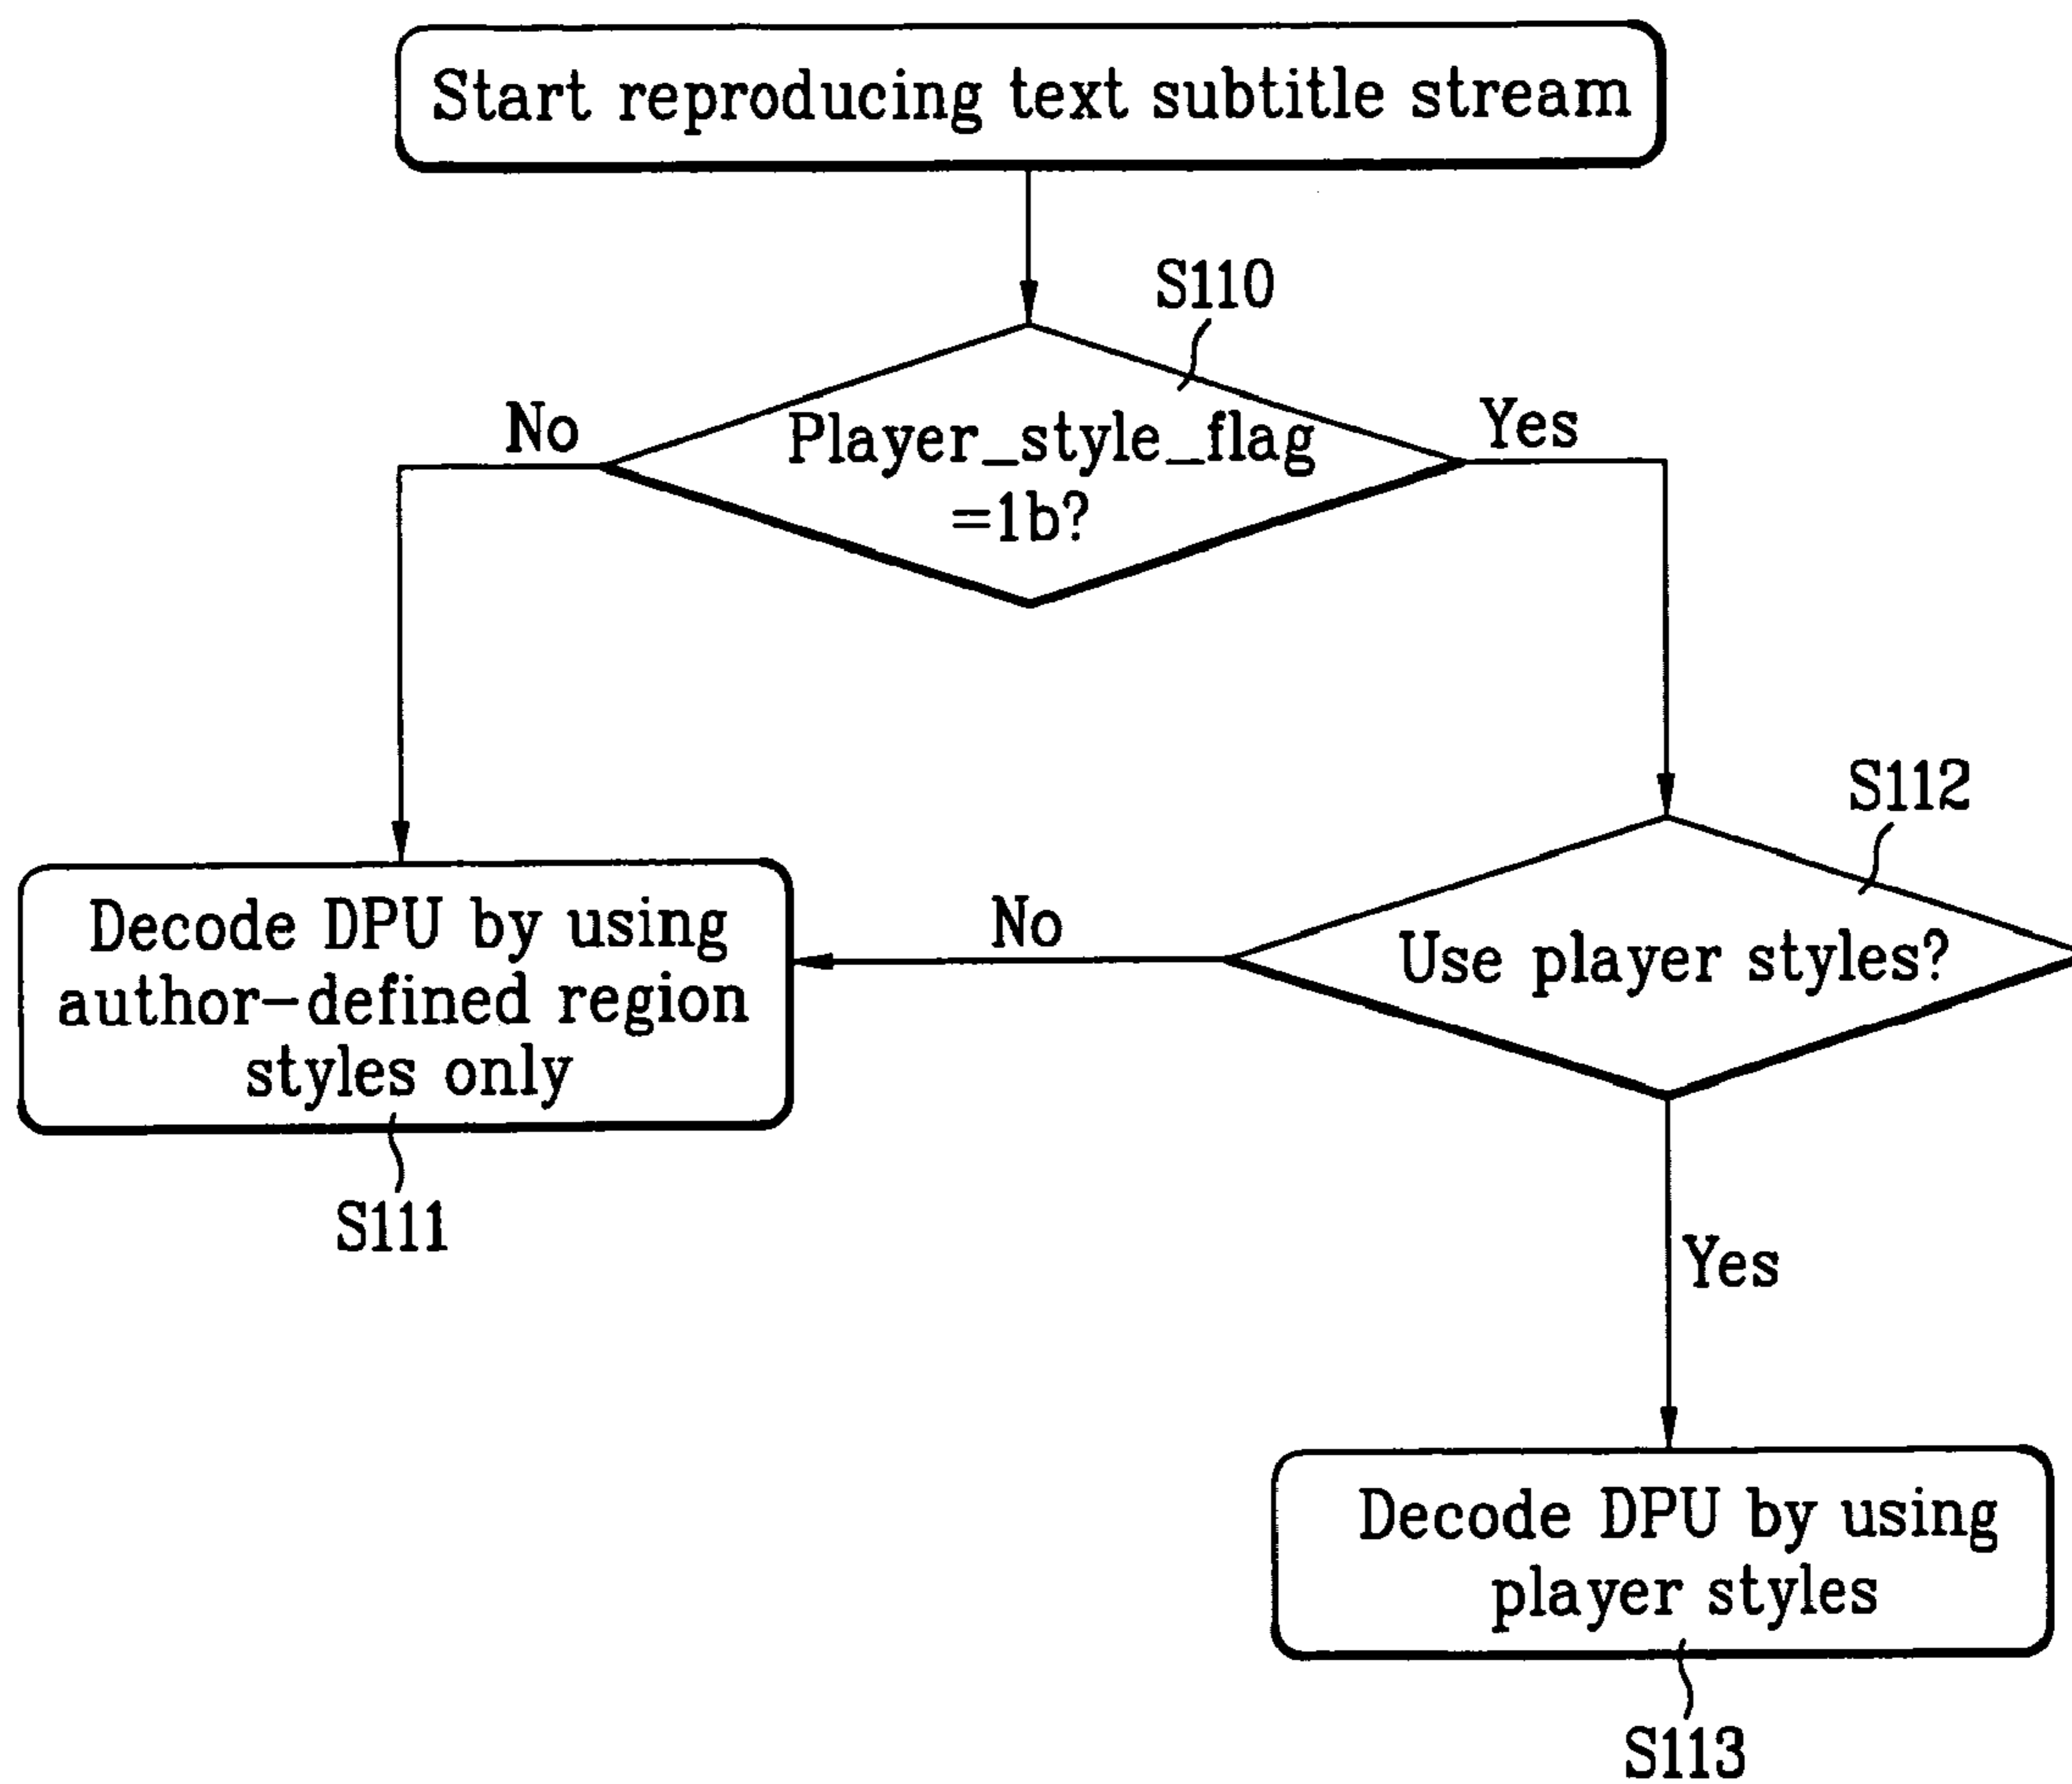 Start reproducing text subtitle stream
S110
No
Yes
Player_style_flag
=1b?
S112
Decode DPU by using
author-defined region
styles only
No
Use player styles?
S111
Yes
Decode DPU by using
player styles
S113